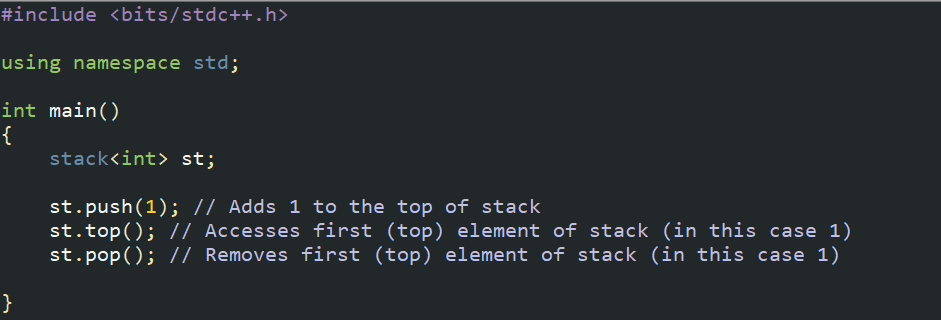 #include <bits/stdc++.h>
using namespace std;
int main()
{
    stack<int> st;
    st.push(1); // Adds 1 to the top of stack
    st.top(); // Accesses first (top) element of stack (in this case 1)
    st.pop(); // Removes first (top) element of stack (in this case 1)
}